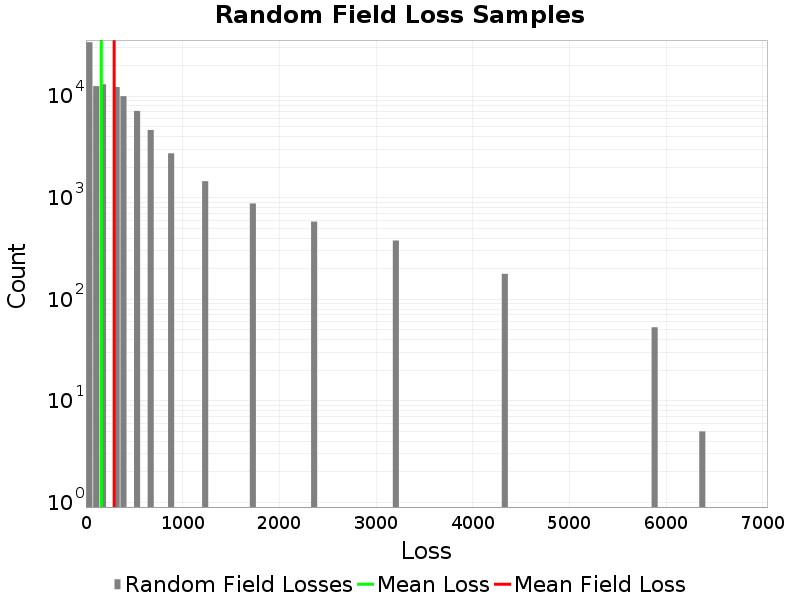 Random Field Loss Samples
Count
10^4
10^3
10^2
10^1
10^0
0 1000 2000 3000 4000 5000 6000 7000
Loss
Random Field Losses Mean Loss Mean Field Loss